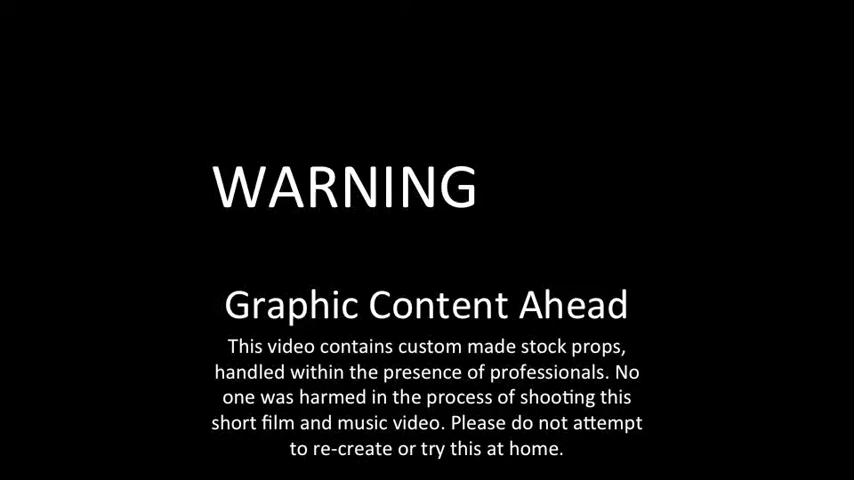 WARNING
Graphic Content Ahead
This video contains custom made stock props,
handled within the presence of professionals. No
one was harmed in the process of shooting this
short film and music video. Please do not attempt
to re-create or try this at home.